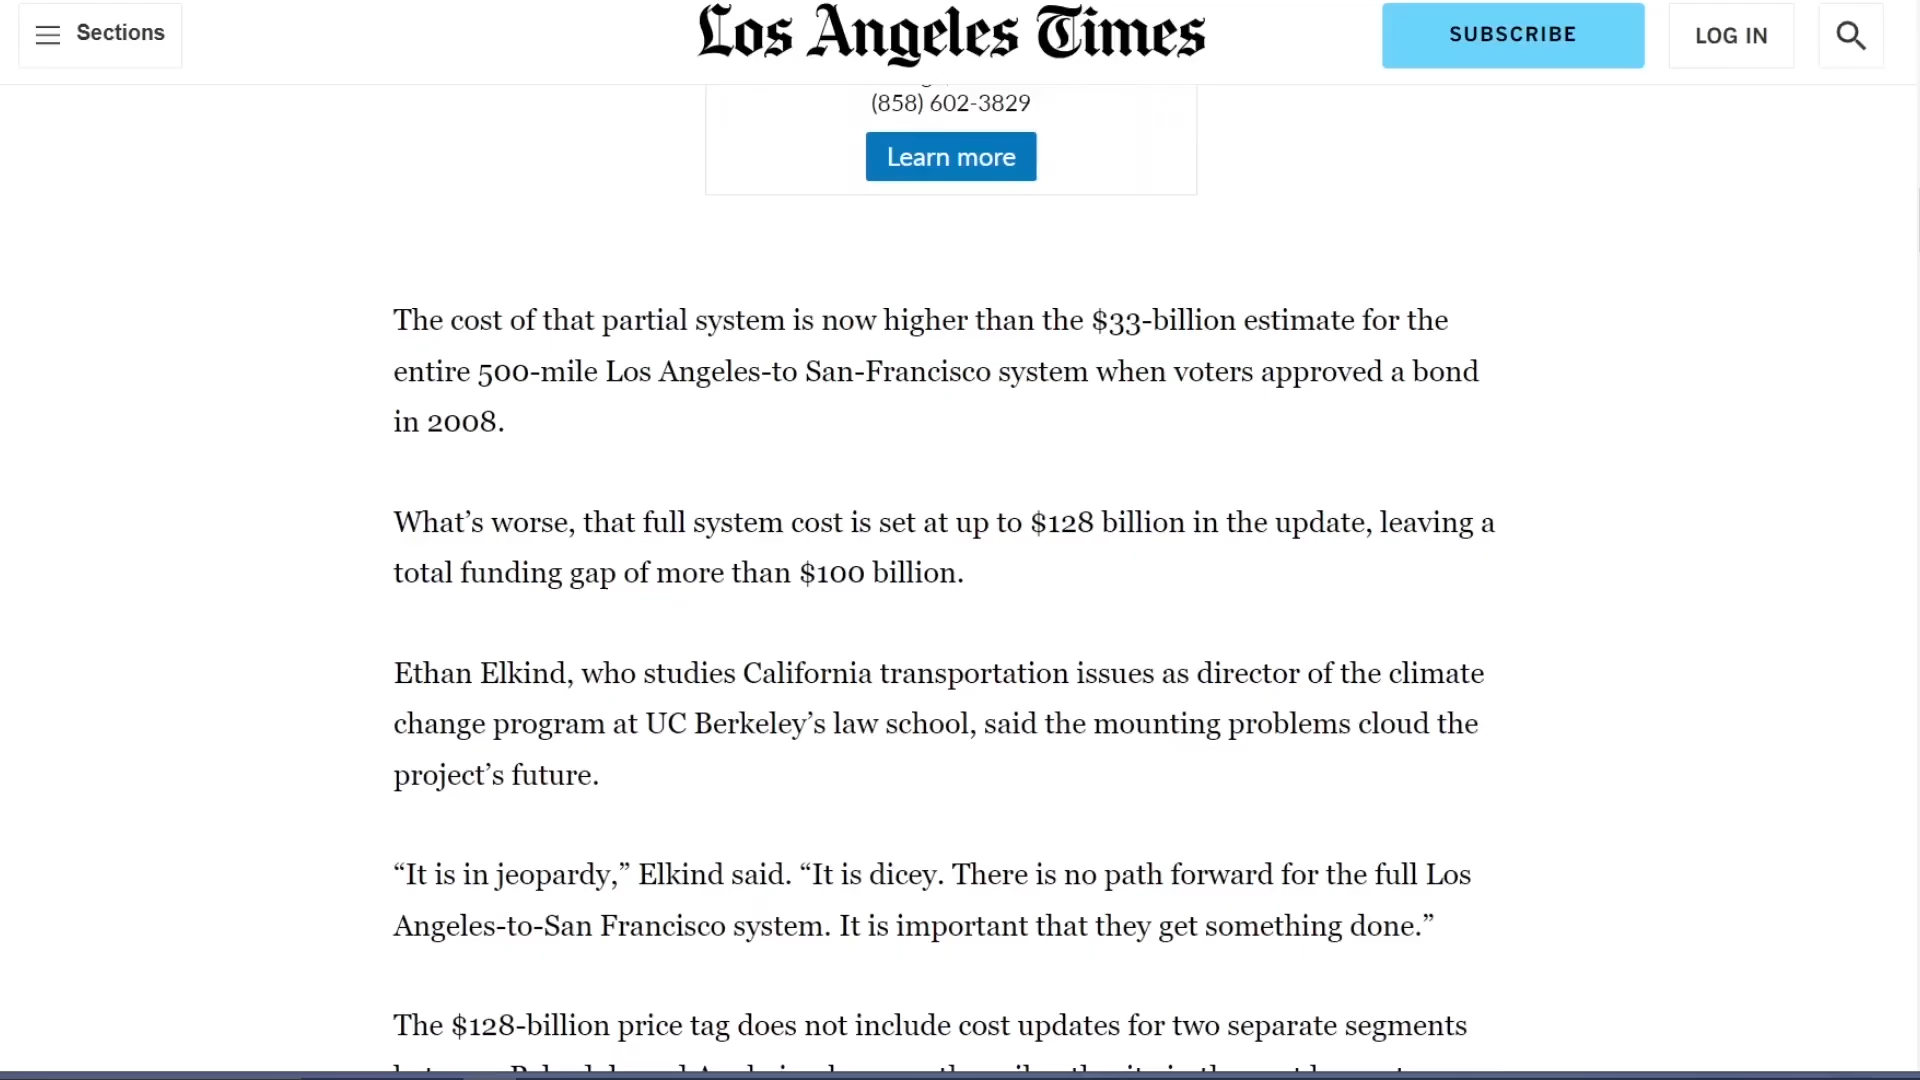 Sections
Los Angeles Times
SUBSCRIBE
LOG IN
(858) 602-3829
Learn more
The cost of that partial system is now higher than the $33-billion estimate for the
entire 500-mile Los Angeles-to San-Francisco system when voters approved a bond
in 2008.
What’s worse, that full system cost is set at up to $128 billion in the update, leaving a
total funding gap of more than $100 billion.
Ethan Elkind, who studies California transportation issues as director of the climate
change program at UC Berkeley’s law school, said the mounting problems cloud the
project’s future.
“It is in jeopardy,” Elkind said. “It is dicey. There is no path forward for the full Los
Angeles-to-San Francisco system. It is important that they get something done.”
The $128-billion price tag does not include cost updates for two separate segments